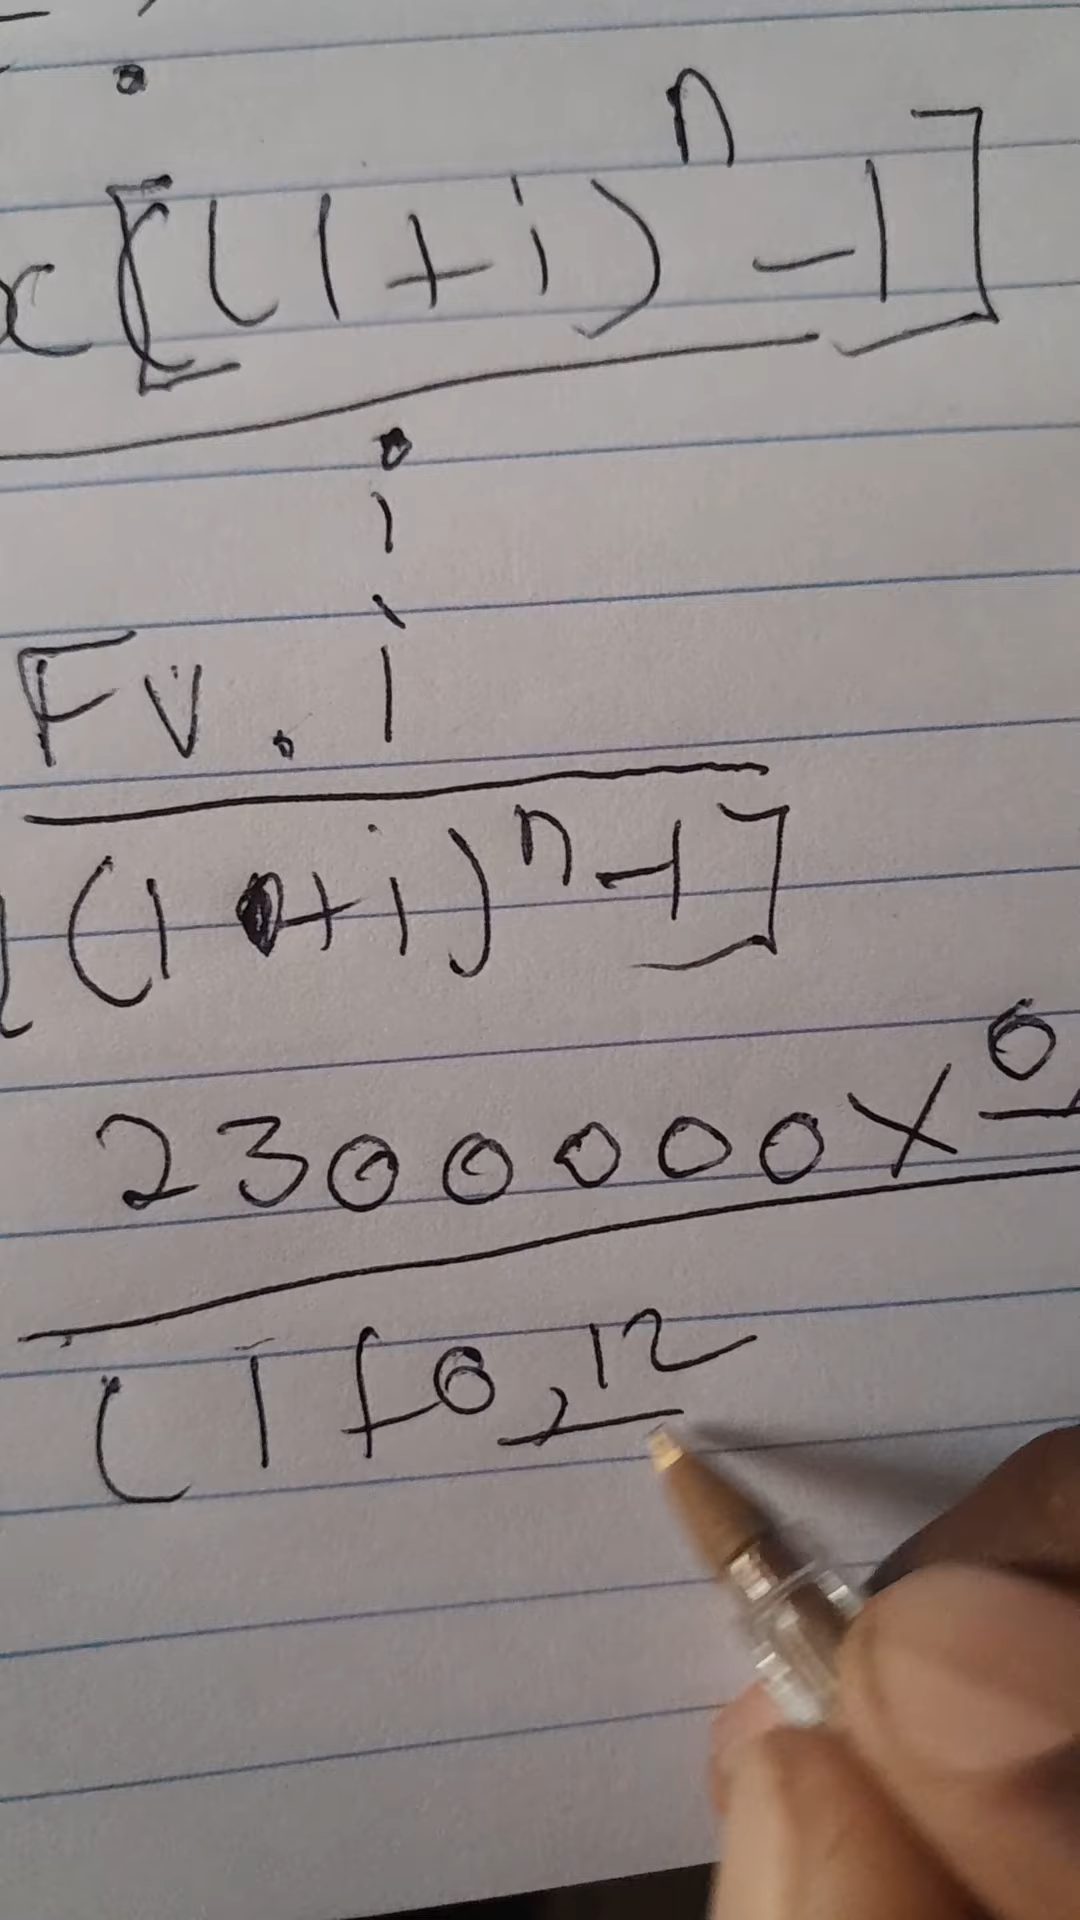 x[(1+i)^n -1]
i
Fv . i
[(1+i)^n -1]
2300000 X 0
(1+0,12